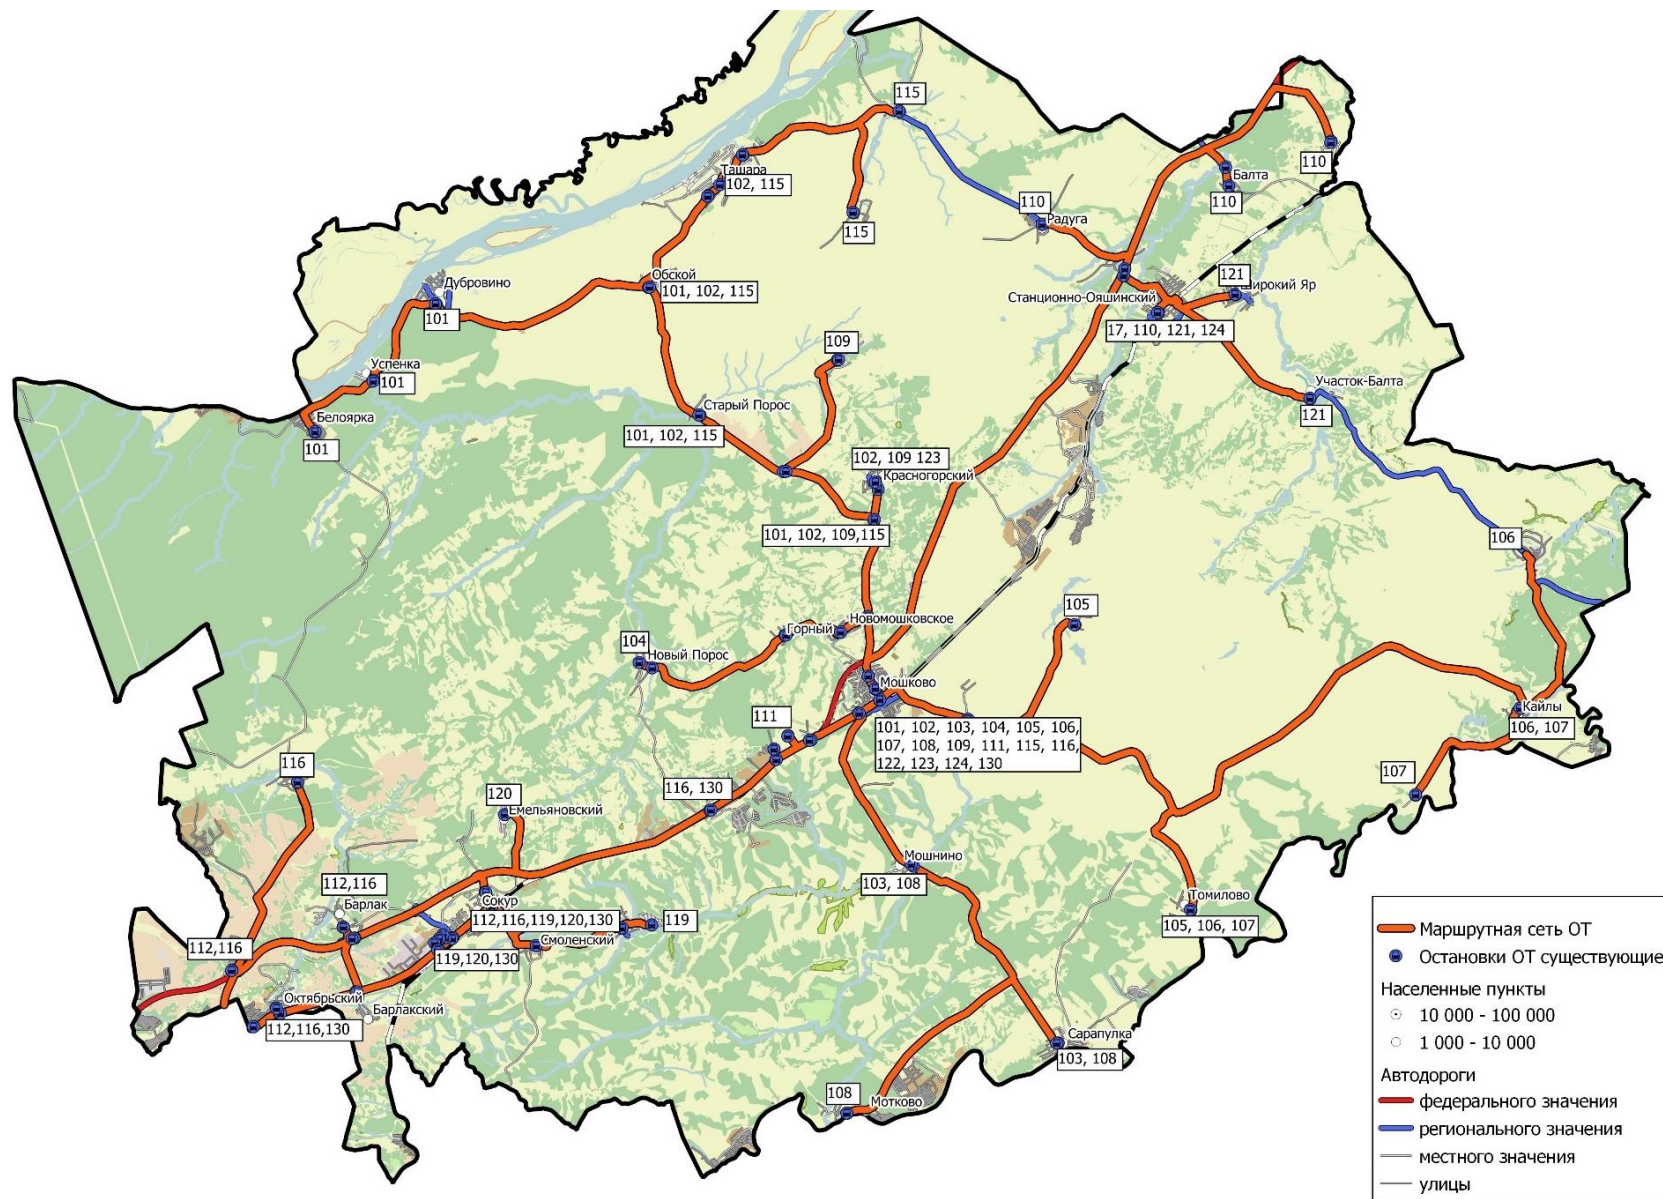 115
Ташара
102, 115
115
110
Радуга
Балта
110
110
Дубровино
101
Обской
101, 102, 115
121
Широкий Яр
Станционно-Ояшинский
17, 110, 121, 124
109
Успенка
101
Участок-Балта
121
Белоярка
101
Старый Порос
101, 102, 115
102, 109 123
Красногорский
101, 102, 109,115
106
105
Новомошковское
Горный
104
Новый Порос
Мошково
101, 102, 103, 104, 105, 106,
107, 108, 109, 111, 115, 116,
122, 123, 124, 130
Кайлы
106, 107
111
107
116
116, 130
120
Емельяновский
Мошнино
103, 108
112,116
Барлак
Сокур
112,116,119,120,130
119
Томилово
105, 106, 107
112,116
Смоленский
119,120,130
Октябрьский
112,116,130
Барлакский
Сарапулка
103, 108
108
Мотково
Маршрутная сеть ОТ
Остановки ОТ существующие
Населенные пункты
10 000 - 100 000
1 000 - 10 000
Автодороги
федерального значения
регионального значения
местного значения
улицы